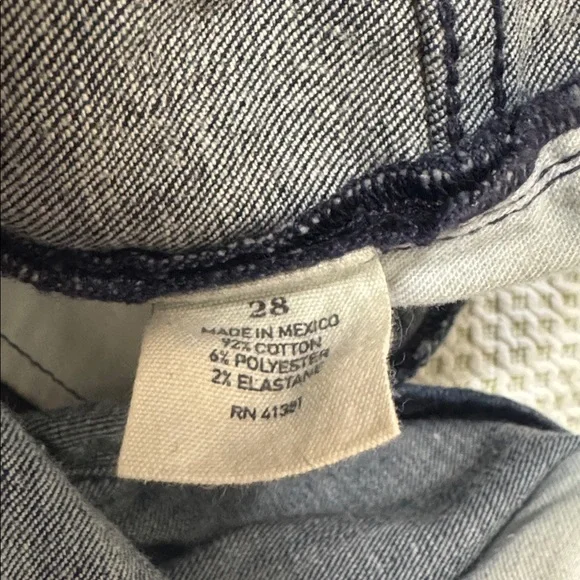 28
MADE IN MEXICO
92% COTTON
6% POLYESTER
2% ELASTANE
RN 41381